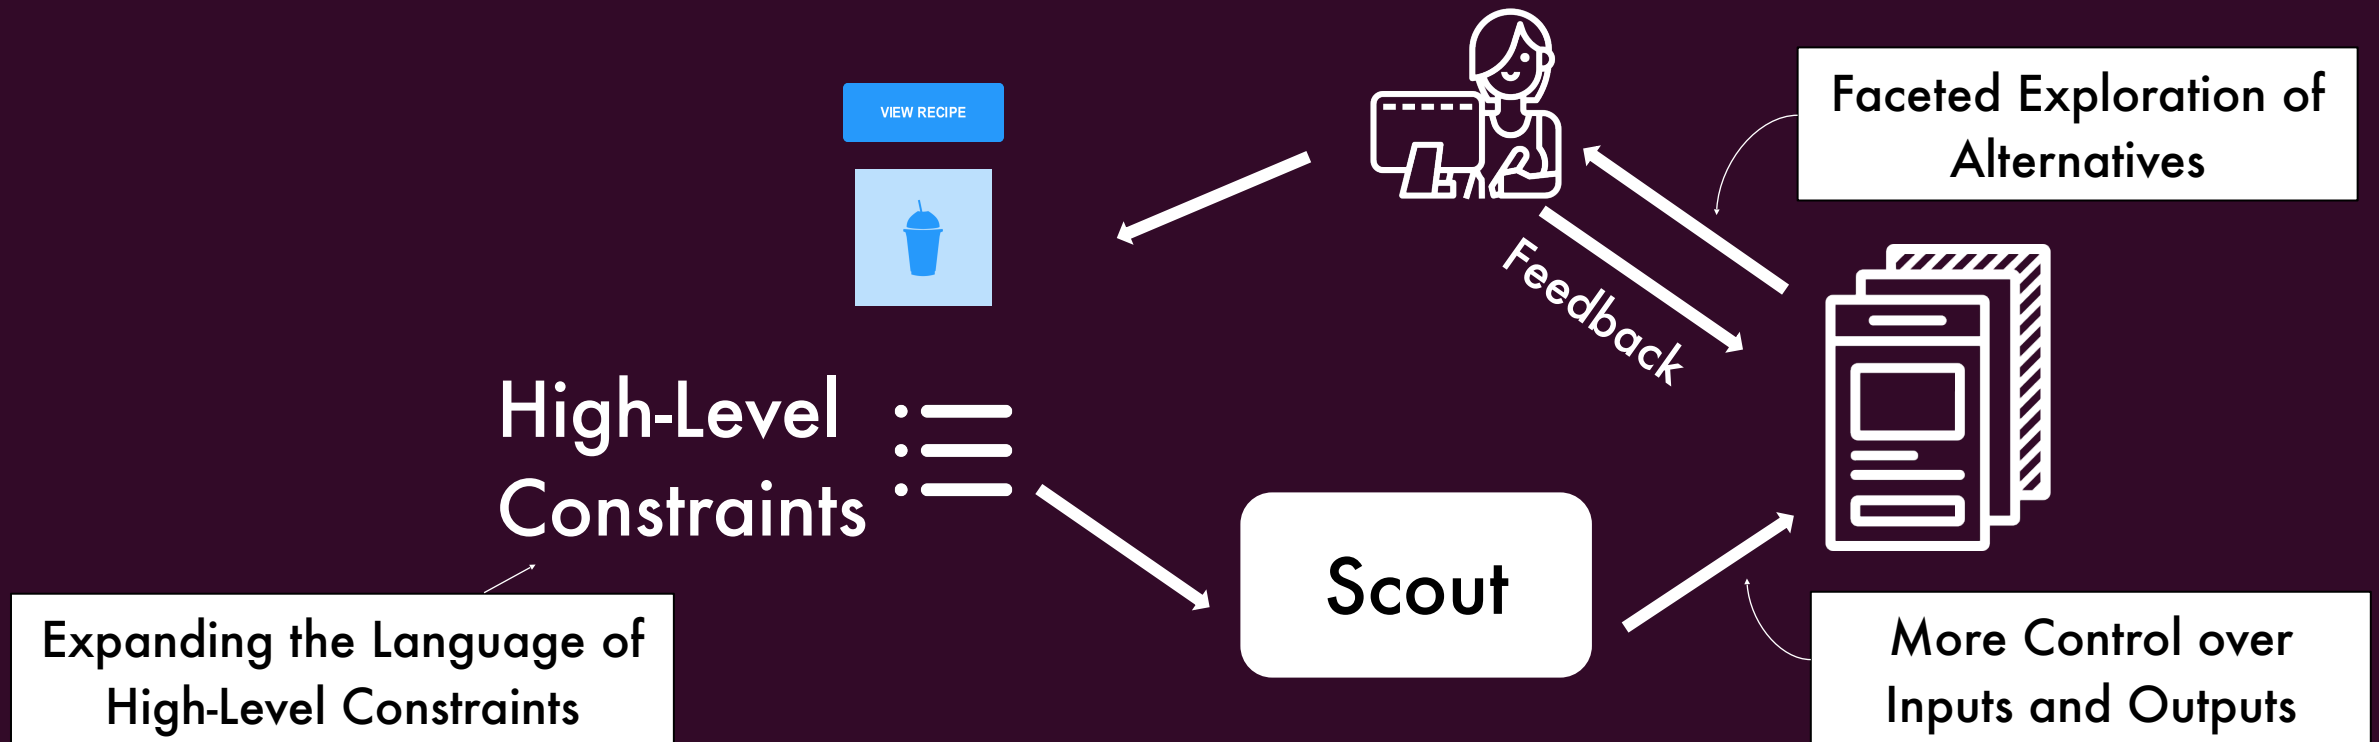 VIEW RECIPE
Faceted Exploration of
Alternatives
Feedback
High-Level
Constraints
Scout
Expanding the Language of
High-Level Constraints
More Control over
Inputs and Outputs